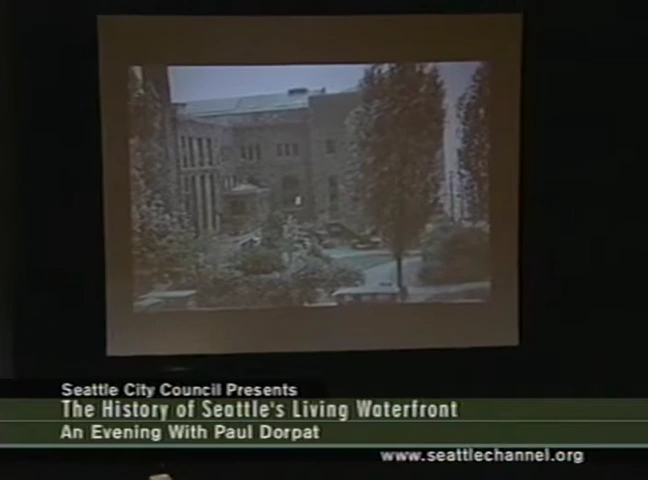 Seattle City Council Presents
The History of Seattle's Living Waterfront
An Evening With Paul Dorpat
www.seattlechannel.org